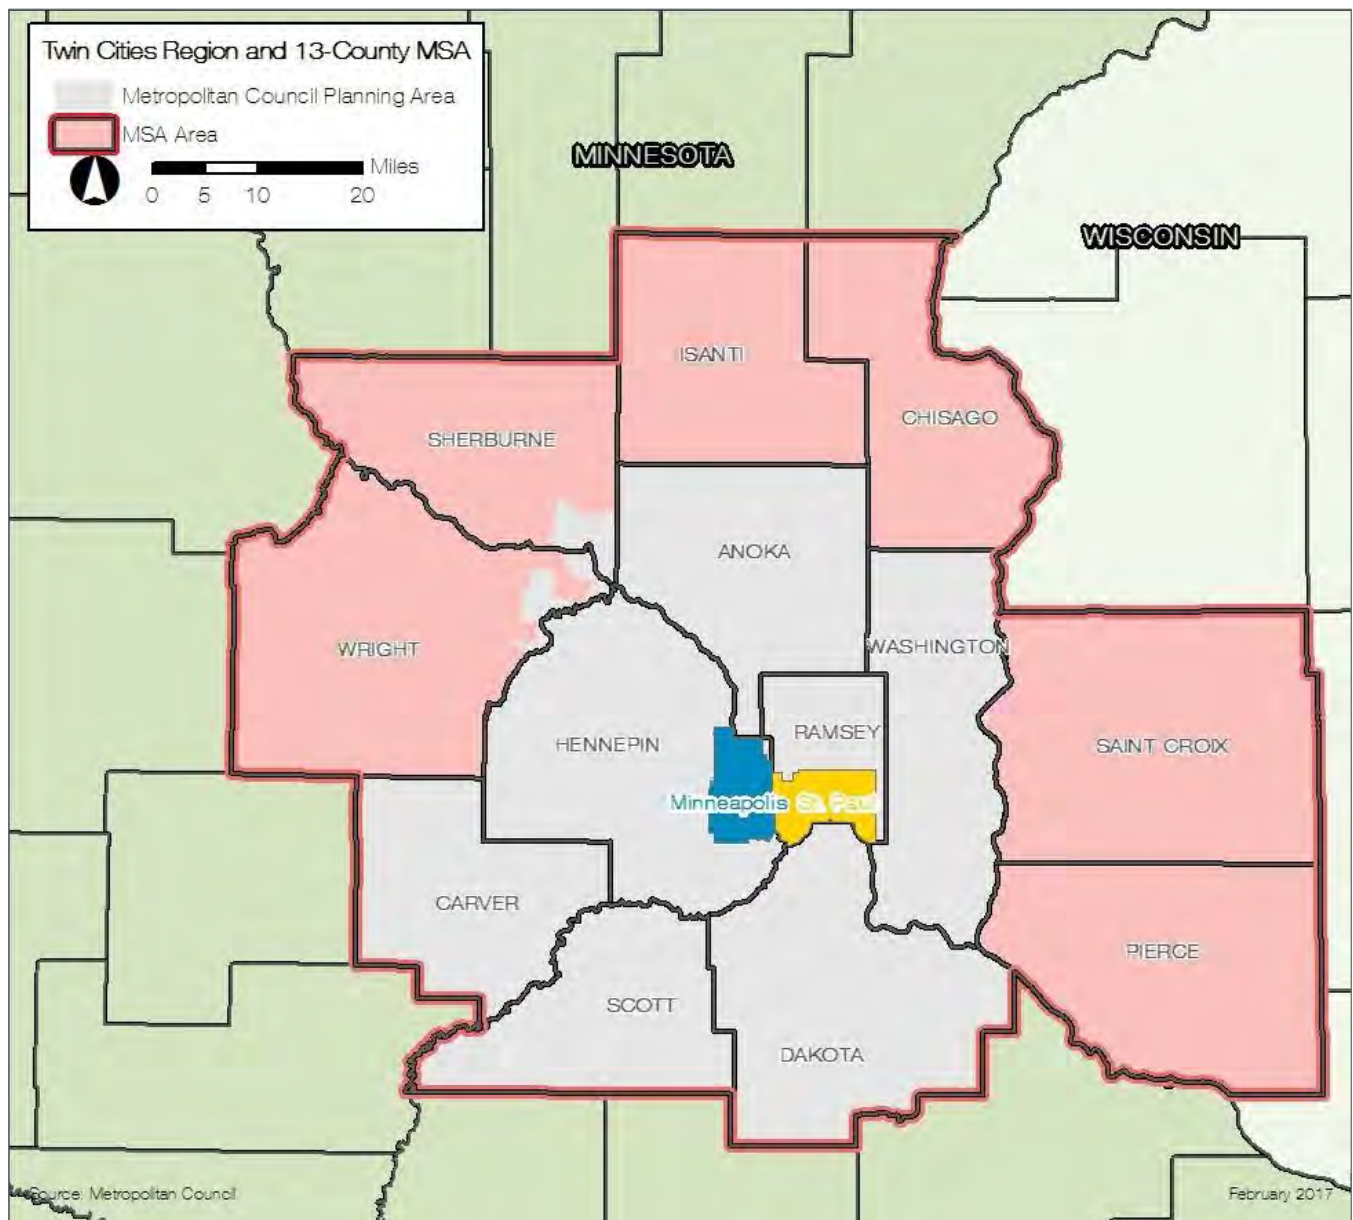 Twin Cities Region and 13-County MSA
Metropolitan Council Planning Area
MSA Area
Miles
0 5 10 20
MINNESOTA
WISCONSIN
ISANTI
CHISAGO
SHERBURNE
ANOKA
WRIGHT
WASHINGTON
HENNEPIN
RAMSEY
SAINT CROIX
Minneapolis St. Paul
CARVER
PIERCE
SCOTT
DAKOTA
Source: Metropolitan Council
February 2017